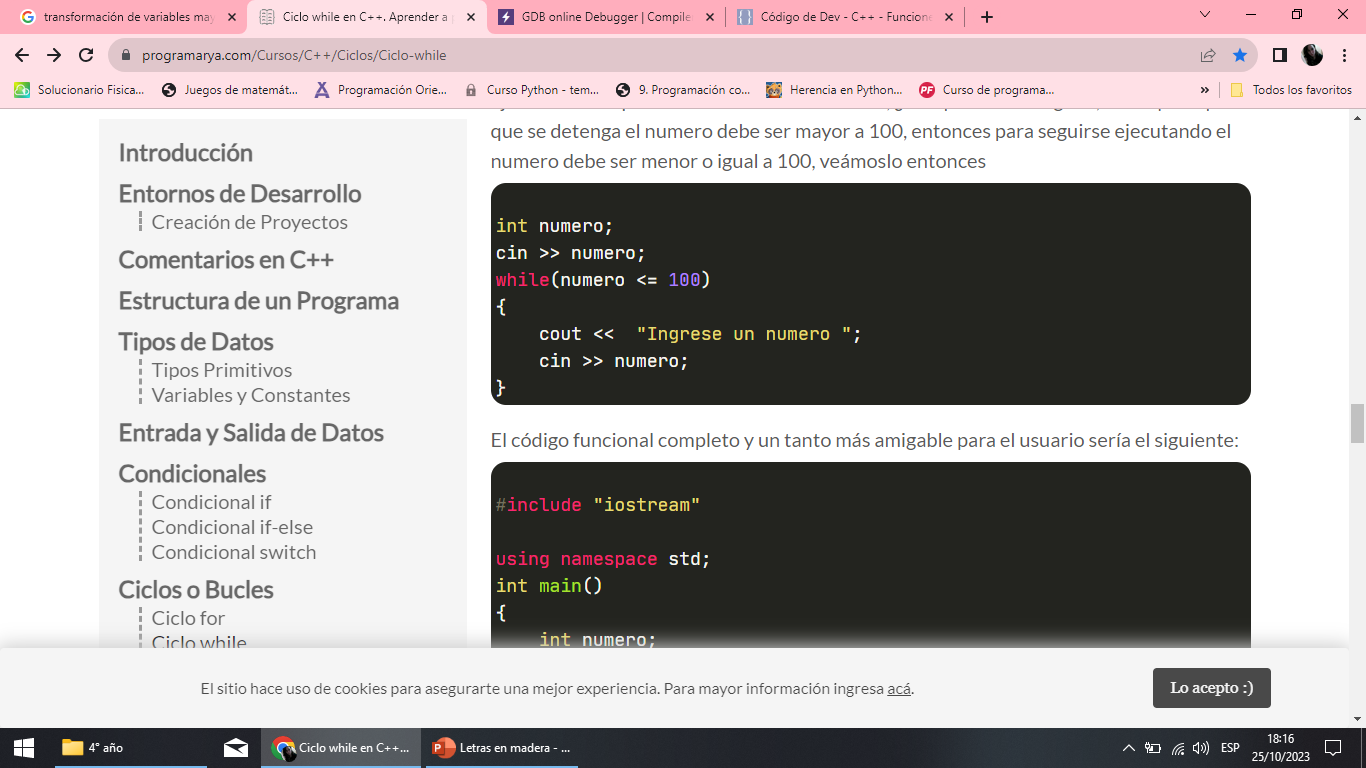 transformación de variables may
Ciclo while en C++. Aprender a
GDB online Debugger | Compile
Código de Dev - C++ - Funcion
programarya.com/Cursos/C++/Ciclos/Ciclo-while
Solucionario Fisica...
Juegos de matemát...
Programación Orie...
Curso Python - tem...
9. Programación co...
Herencia en Python...
Curso de programa...
»
Todos los favoritos
Introducción
Entornos de Desarrollo
Creación de Proyectos
Comentarios en C++
Estructura de un Programa
Tipos de Datos
Tipos Primitivos
Variables y Constantes
Entrada y Salida de Datos
Condicionales
Condicional if
Condicional if-else
Condicional switch
Ciclos o Bucles
Ciclo for
Ciclo while
que se detenga el numero debe ser mayor a 100, entonces para seguirse ejecutando el
numero debe ser menor o igual a 100, veámoslo entonces
int numero;
cin >> numero;
while(numero <= 100)
{
    cout <<  "Ingrese un numero ";
    cin >> numero;
}
El código funcional completo y un tanto más amigable para el usuario sería el siguiente:
#include "iostream"
using namespace std;
int main()
{
    int numero;
El sitio hace uso de cookies para asegurarte una mejor experiencia. Para mayor información ingresa acá.
Lo acepto :)
4° año
Ciclo while en C++...
Letras en madera - ...
ESP
18:16
25/10/2023